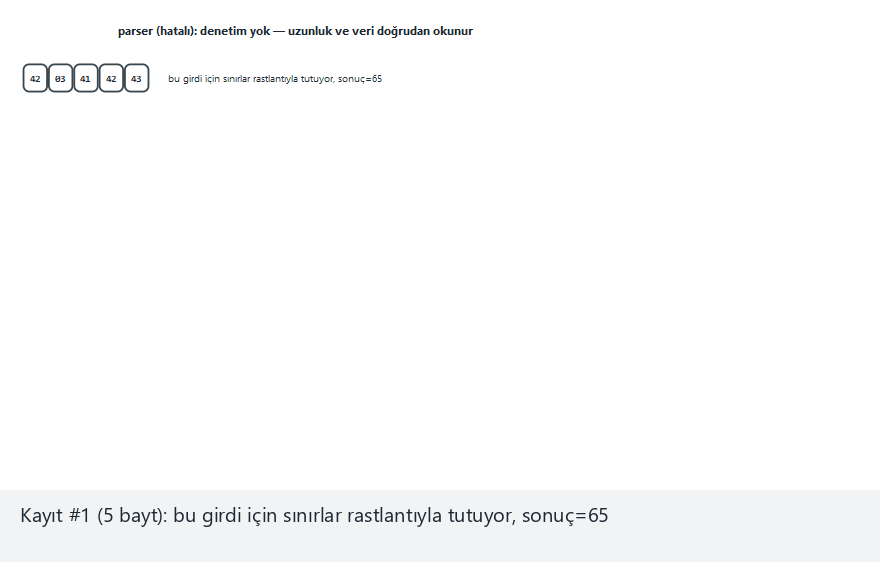 parser (hatalı): denetim yok — uzunluk ve veri doğrudan okunur
42 03 41 42 43 bu girdi için sınırlar rastlantıyla tutuyor, sonuç=65
Kayıt #1 (5 bayt): bu girdi için sınırlar rastlantıyla tutuyor, sonuç=65